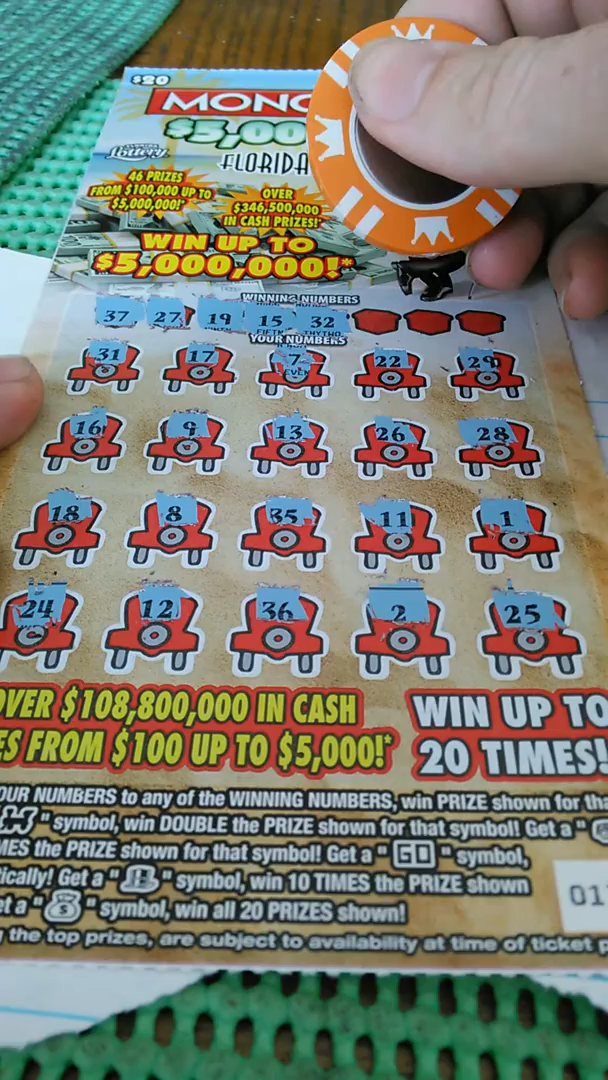 $20
MONO
$5,00
Lottery
FLORIDA
46 PRIZES
FROM $100,000 UP TO
$5,000,000!*
OVER
$346,500,000
IN CASH PRIZES!*
WIN UP TO
$5,000,000!*
WINNING NUMBERS
37 27 19 15 32
YOUR NUMBERS
31 17 7 22 29
16 9 13 26 28
18 8 35 11 1
24 12 36 2 25
OVER $108,800,000 IN CASH
ES FROM $100 UP TO $5,000!*
WIN UP TO
20 TIMES!
OUR NUMBERS to any of the WINNING NUMBERS, win PRIZE shown for th
" symbol, win DOUBLE the PRIZE shown for that symbol! Get a "
MES the PRIZE shown for that symbol! Get a " GO " symbol,
tically! Get a " " symbol, win 10 TIMES the PRIZE shown
et a " $ " symbol, win all 20 PRIZES shown!
g the top prizes, are subject to availability at time of ticket p
01